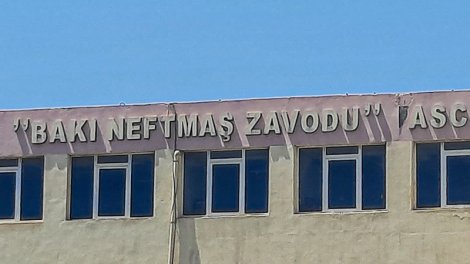 "BAKI NEFTMAŞ ZAVODU" ASC